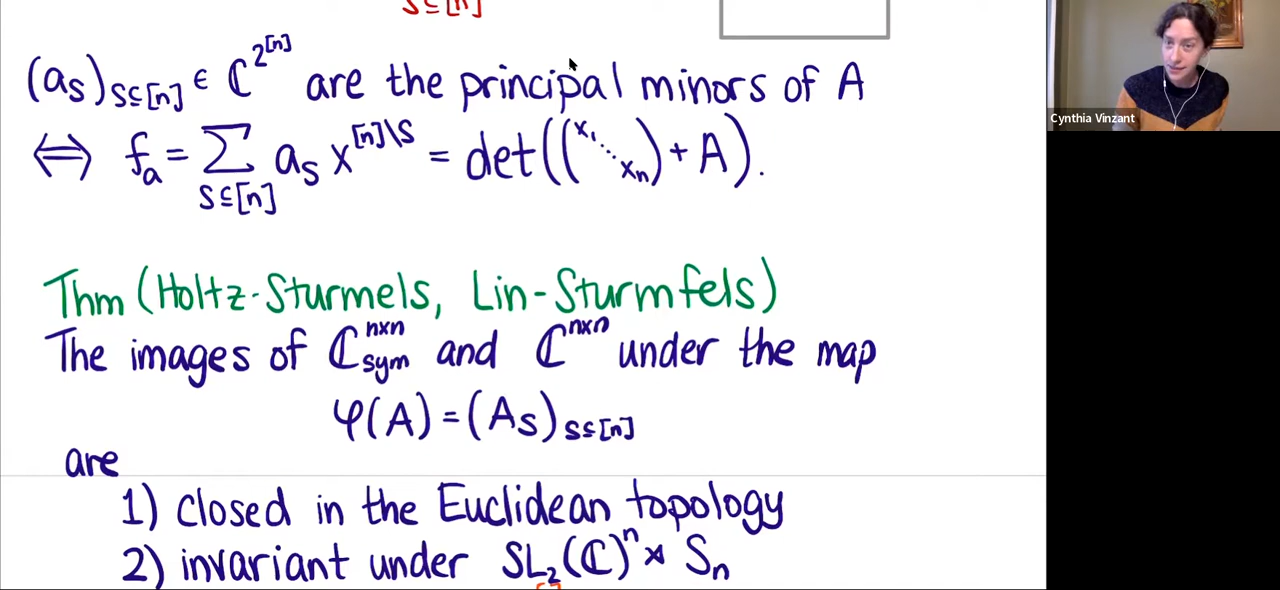 S⊆[n]
(a_S)_{S⊆[n]} ∈ ℂ^{2^{[n]}} are the principal minors of A
⟺ f_a = Σ_{S⊆[n]} a_S x^{[n]\S} = det((x_1 ⋱ x_n) + A).
Thm (Holtz-Sturmels, Lin-Sturmfels)
The images of ℂ^{n×n}_{sym} and ℂ^{n×n} under the map
φ(A) = (A_S)_{S⊆[n]}
are
1) closed in the Euclidean topology
2) invariant under SL_2(ℂ)^n ⋊ S_n
Cynthia Vinzant